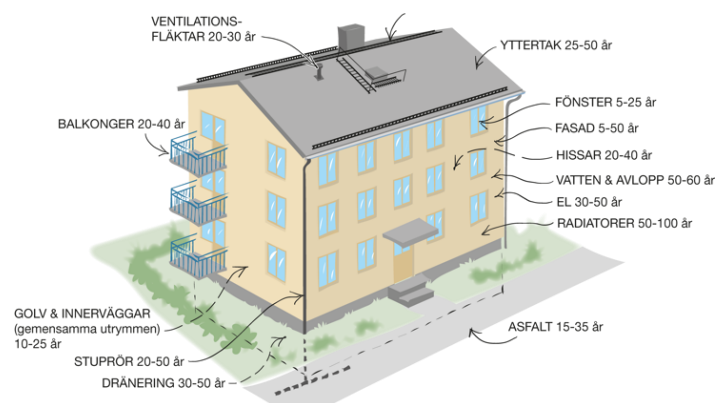 VENTILATIONS-
FLÄKTAR 20-30 år
YTTERTAK 25-50 år
BALKONGER 20-40 år
FÖNSTER 5-25 år
FASAD 5-50 år
HISSAR 20-40 år
VATTEN & AVLOPP 50-60 år
EL 30-50 år
RADIATORER 50-100 år
GOLV & INNERVÄGGAR
(gemensamma utrymmen)
10-25 år
ASFALT 15-35 år
STUPRÖR 20-50 år
DRÄNERING 30-50 år